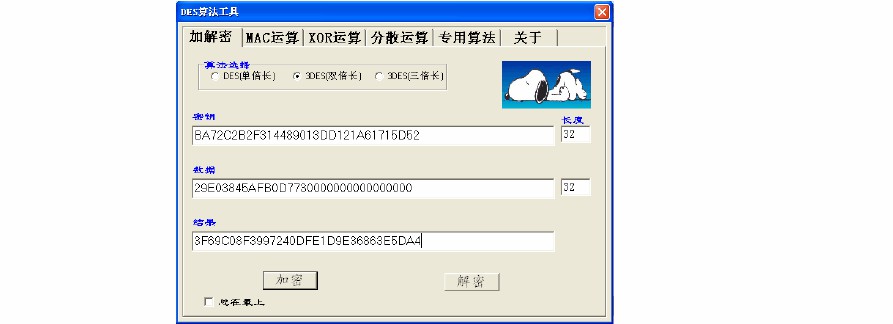 DES算法工具
加解密 MAC运算 XOR运算 分散运算 专用算法 关于
算法选择
DES(单倍长) 3DES(双倍长) 3DES(三倍长)
密钥 长度
BA72C2B2F314489013DD121A61715D52 32
数据
29E03845AFB0D7780000000000000000 32
结果
3F69C08F3997240DFE1D9E36863E5DA4
加密 解密
总在最上